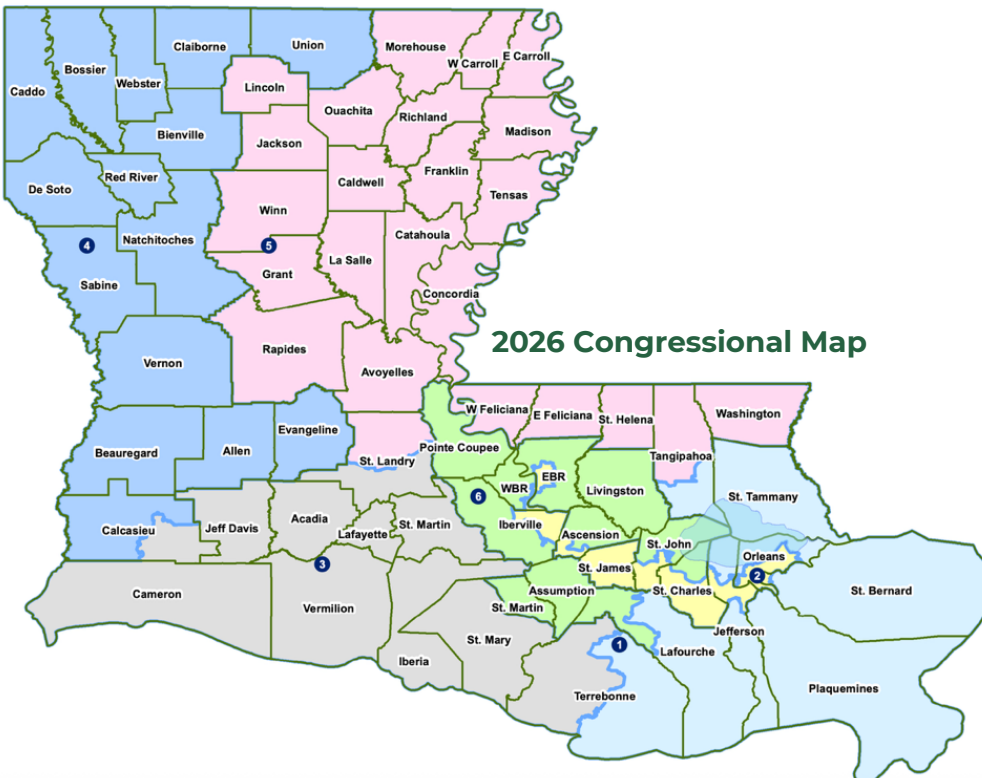 Claiborne
Union
Morehouse
W Carroll
E Carroll
Bossier
Webster
Caddo
Lincoln
Ouachita
Richland
Madison
Bienville
Jackson
Franklin
Caldwell
Red River
De Soto
Tensas
Winn
Natchitoches
Catahoula
4
5
La Salle
Grant
Sabine
Concordia
2026 Congressional Map
Rapides
Vernon
Avoyelles
W Feliciana
E Feliciana
St. Helena
Washington
Evangeline
Pointe Coupee
Beauregard
Allen
St. Landry
Tangipahoa
EBR
WBR
Livingston
6
St. Tammany
Acadia
Iberville
Calcasieu
Jeff Davis
St. Martin
Lafayette
Ascension
St. John
Orleans
3
St. James
2
Cameron
Assumption
St. Charles
St. Bernard
Vermilion
St. Martin
Jefferson
St. Mary
1
Lafourche
Iberia
Plaquemines
Terrebonne